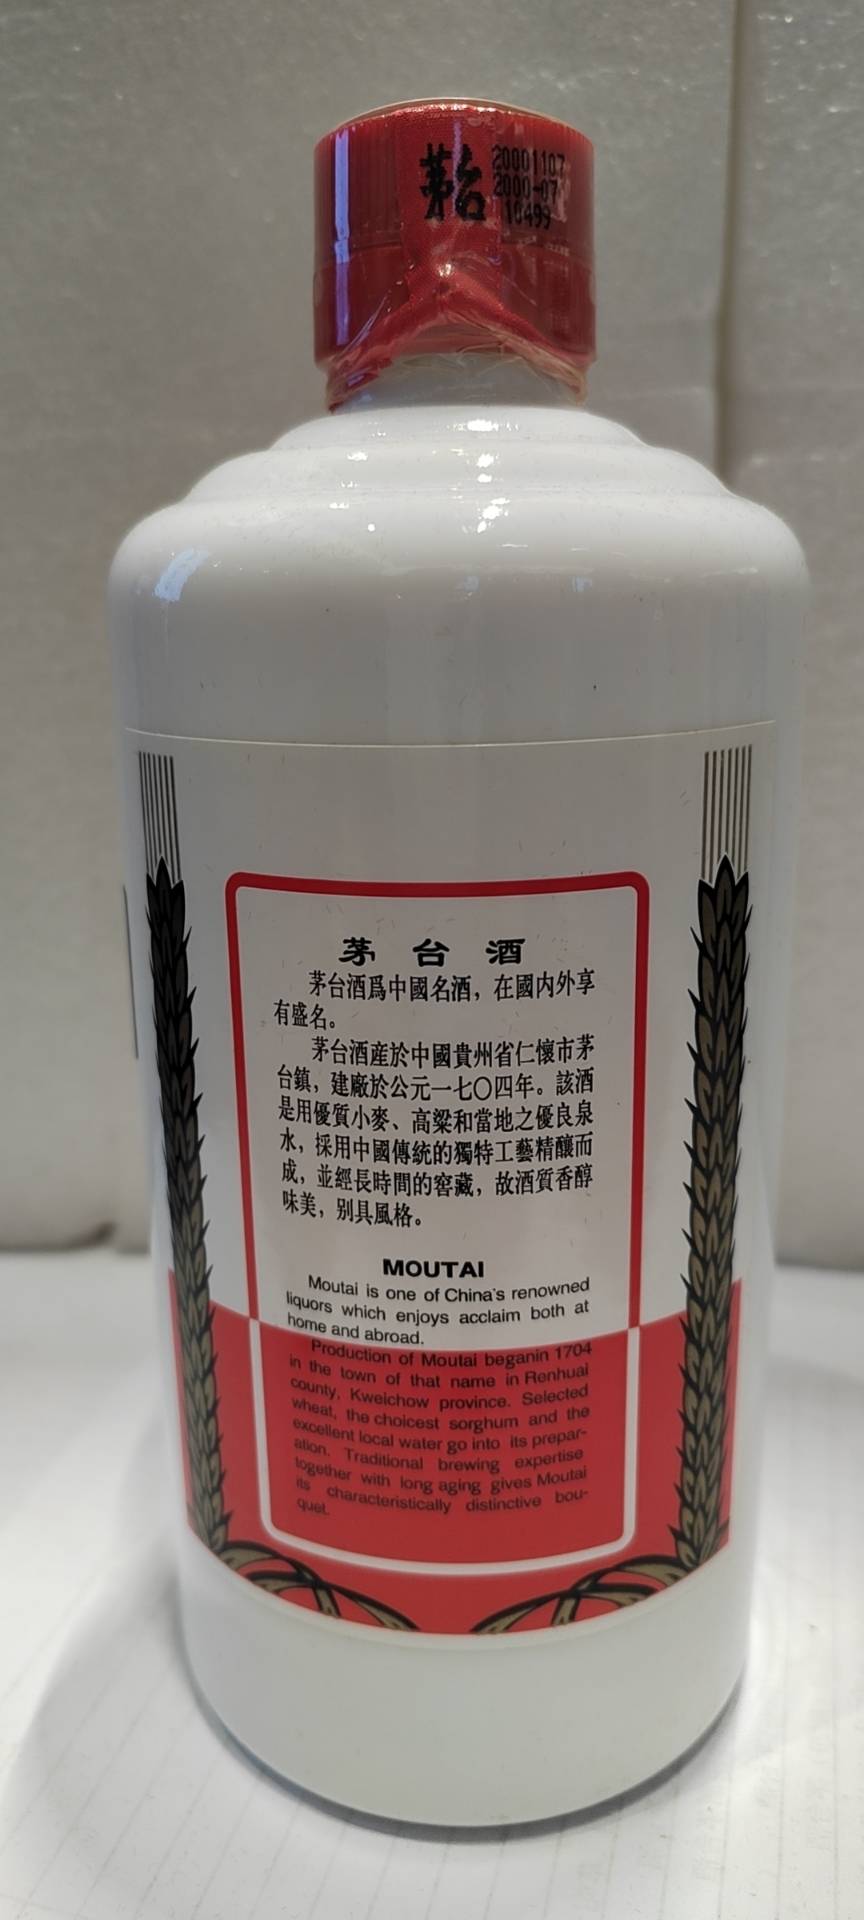 茅台
20001107
2000-07
10499
茅台酒
茅台酒爲中國名酒，在國内外享
有盛名。
茅台酒産於中國貴州省仁懷市茅
台鎮，建廠於公元一七〇四年。該酒
是用優質小麥、高粱和當地之優良泉
水，採用中國傳統的獨特工藝精釀而
成，並經長時間的窖藏，故酒質香醇
味美，别具風格。
MOUTAI
Moutai is one of China's renowned
liquors which enjoys acclaim both at
home and abroad.
Production of Moutai beganin 1704
in the town of that name in Renhuai
county, Kweichow province. Selected
wheat, the choicest sorghum and the
excellent local water go into its prepar-
ation. Traditional brewing expertise
together with long aging gives Moutai
its characteristically distinctive bou-
quet.